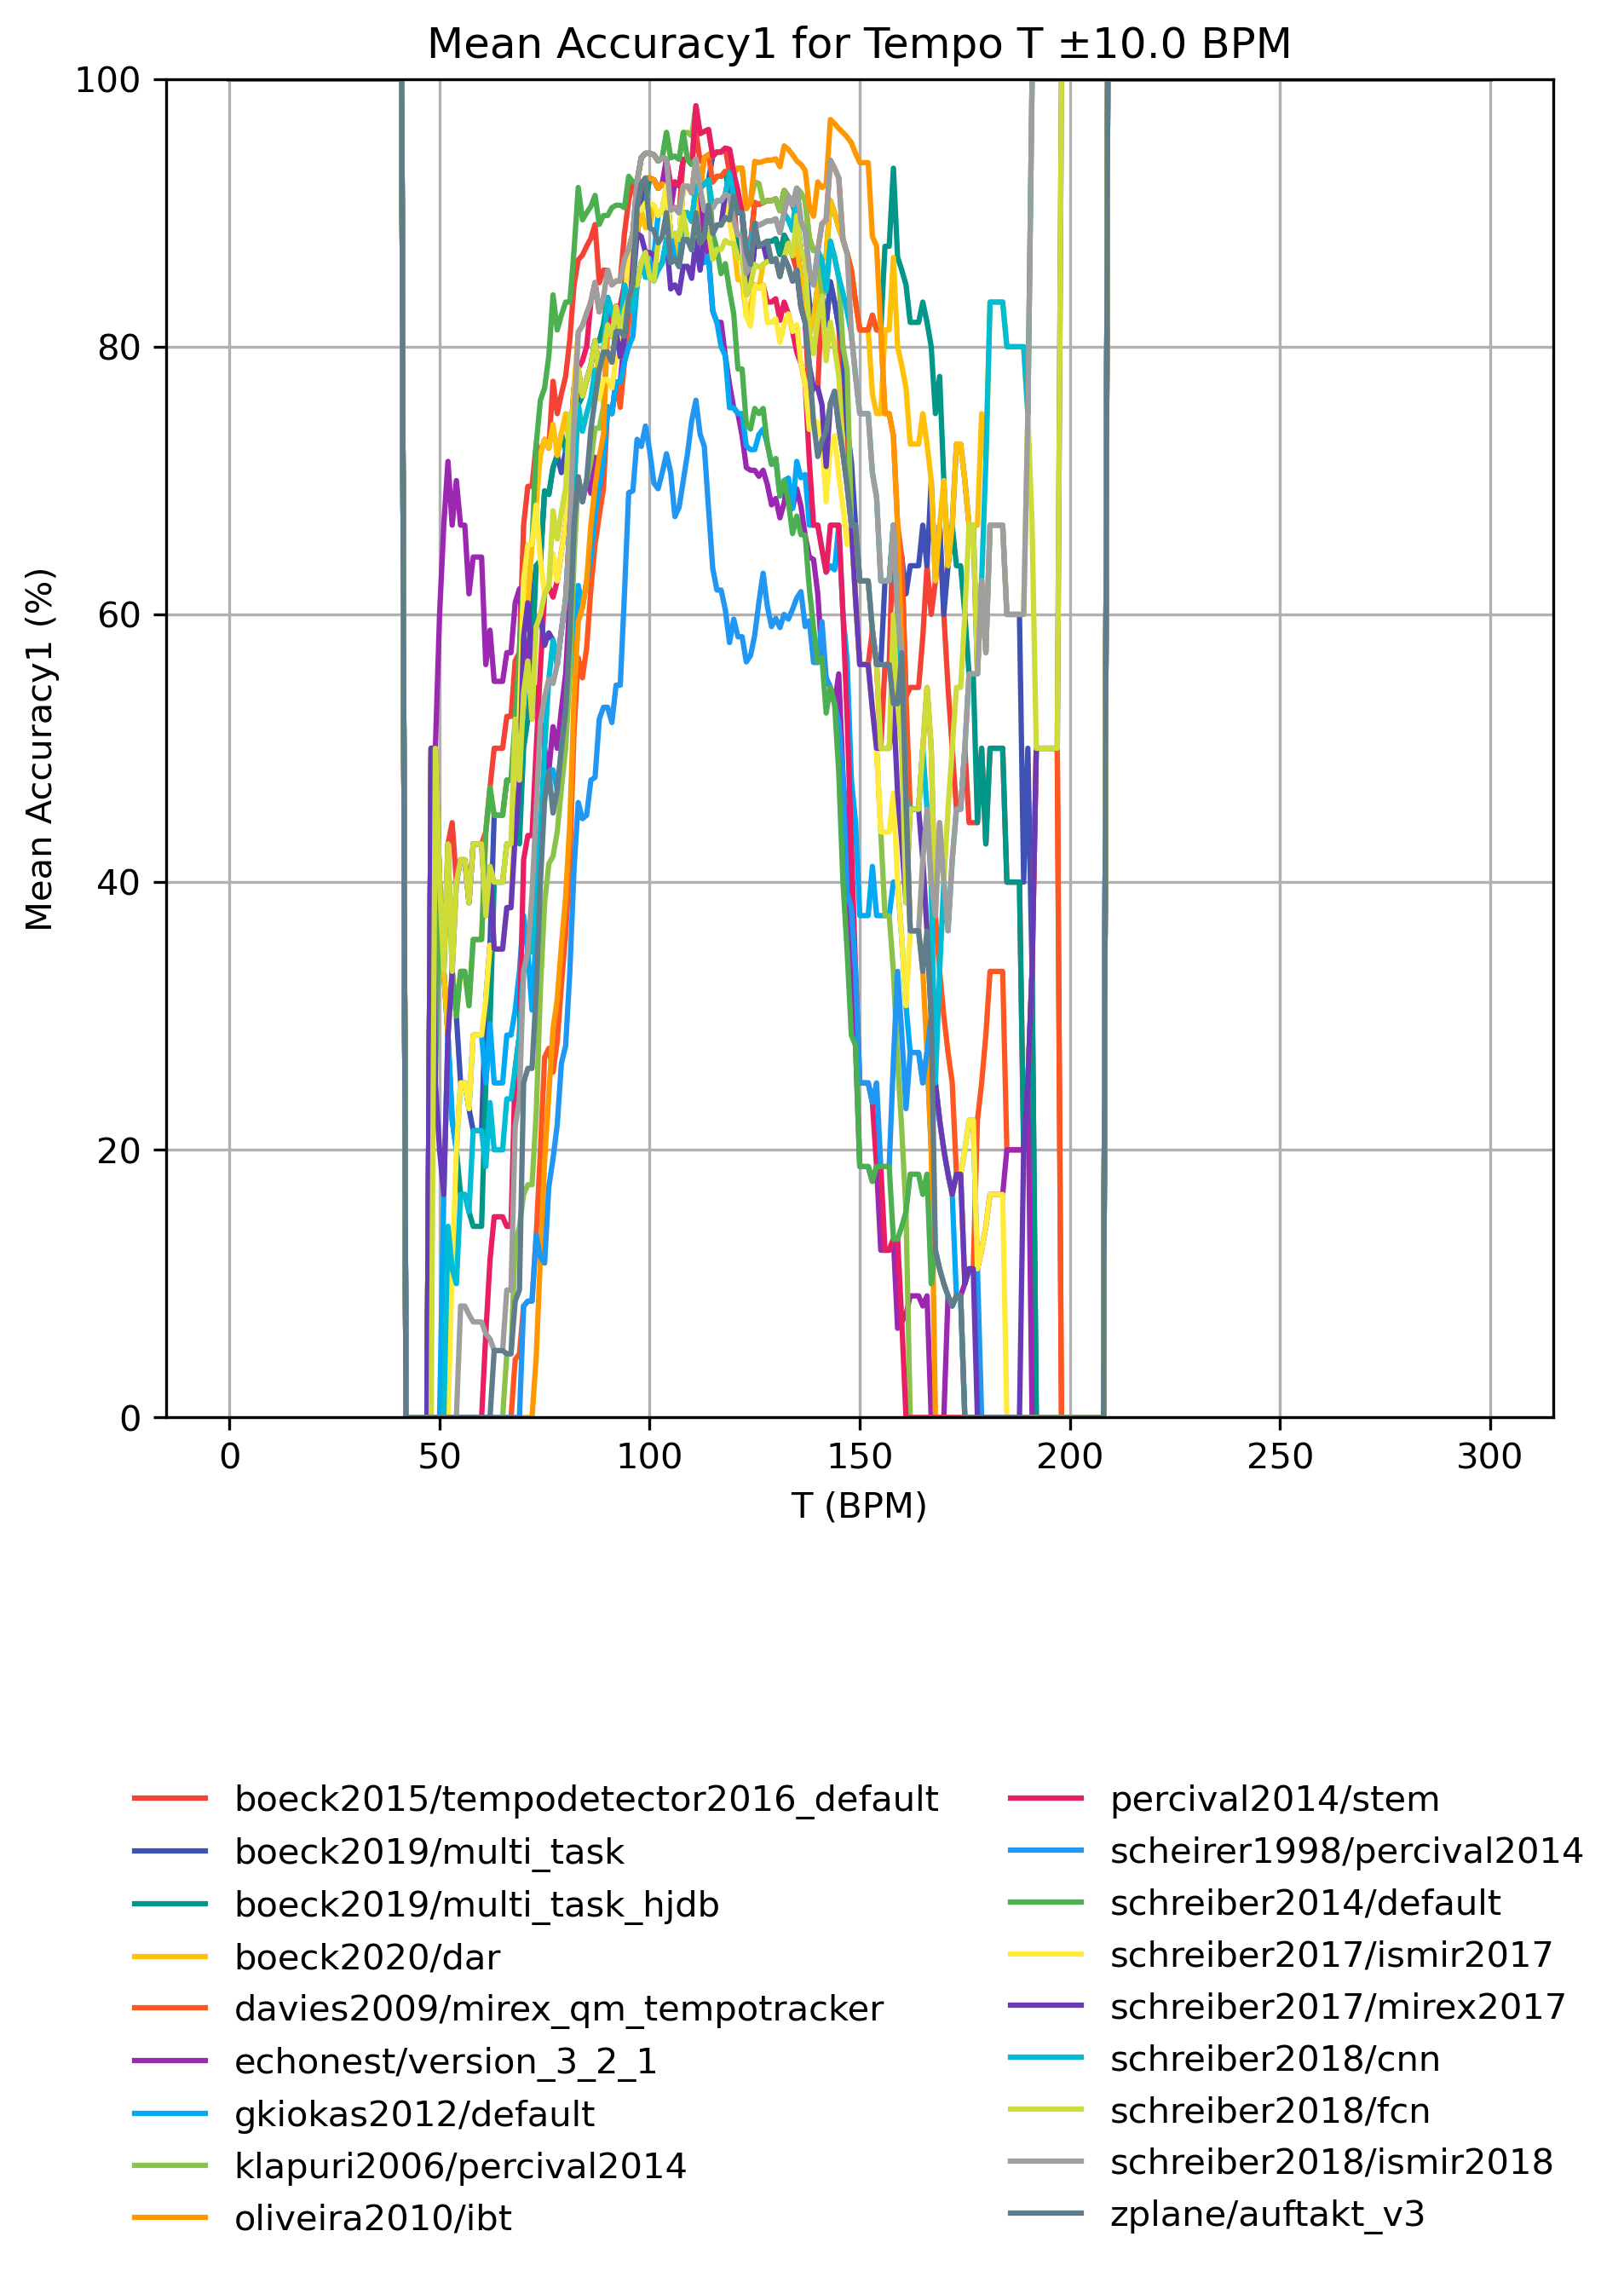 Mean Accuracy1 for Tempo T ±10.0 BPM
Mean Accuracy1 (%)
100
80
60
40
20
0
0 50 100 150 200 250 300
T (BPM)
boeck2015/tempodetector2016_default
boeck2019/multi_task
boeck2019/multi_task_hjdb
boeck2020/dar
davies2009/mirex_qm_tempotracker
echonest/version_3_2_1
gkiokas2012/default
klapuri2006/percival2014
oliveira2010/ibt
percival2014/stem
scheirer1998/percival2014
schreiber2014/default
schreiber2017/ismir2017
schreiber2017/mirex2017
schreiber2018/cnn
schreiber2018/fcn
schreiber2018/ismir2018
zplane/auftakt_v3